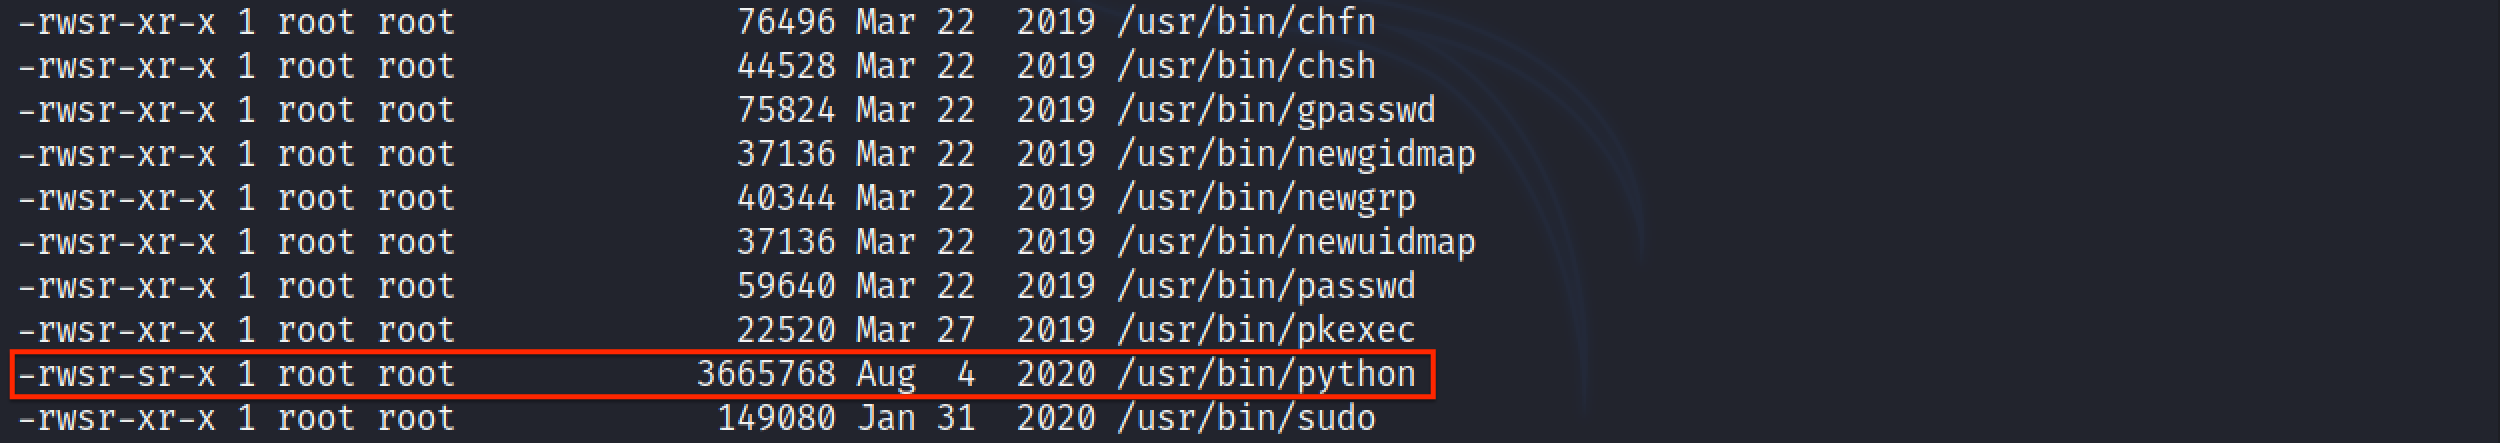 -rwsr-xr-x 1 root root              76496 Mar 22  2019 /usr/bin/chfn
-rwsr-xr-x 1 root root              44528 Mar 22  2019 /usr/bin/chsh
-rwsr-xr-x 1 root root              75824 Mar 22  2019 /usr/bin/gpasswd
-rwsr-xr-x 1 root root              37136 Mar 22  2019 /usr/bin/newgidmap
-rwsr-xr-x 1 root root              40344 Mar 22  2019 /usr/bin/newgrp
-rwsr-xr-x 1 root root              37136 Mar 22  2019 /usr/bin/newuidmap
-rwsr-xr-x 1 root root              59640 Mar 22  2019 /usr/bin/passwd
-rwsr-xr-x 1 root root              22520 Mar 27  2019 /usr/bin/pkexec
-rwsr-sr-x 1 root root            3665768 Aug  4  2020 /usr/bin/python
-rwsr-xr-x 1 root root             149080 Jan 31  2020 /usr/bin/sudo